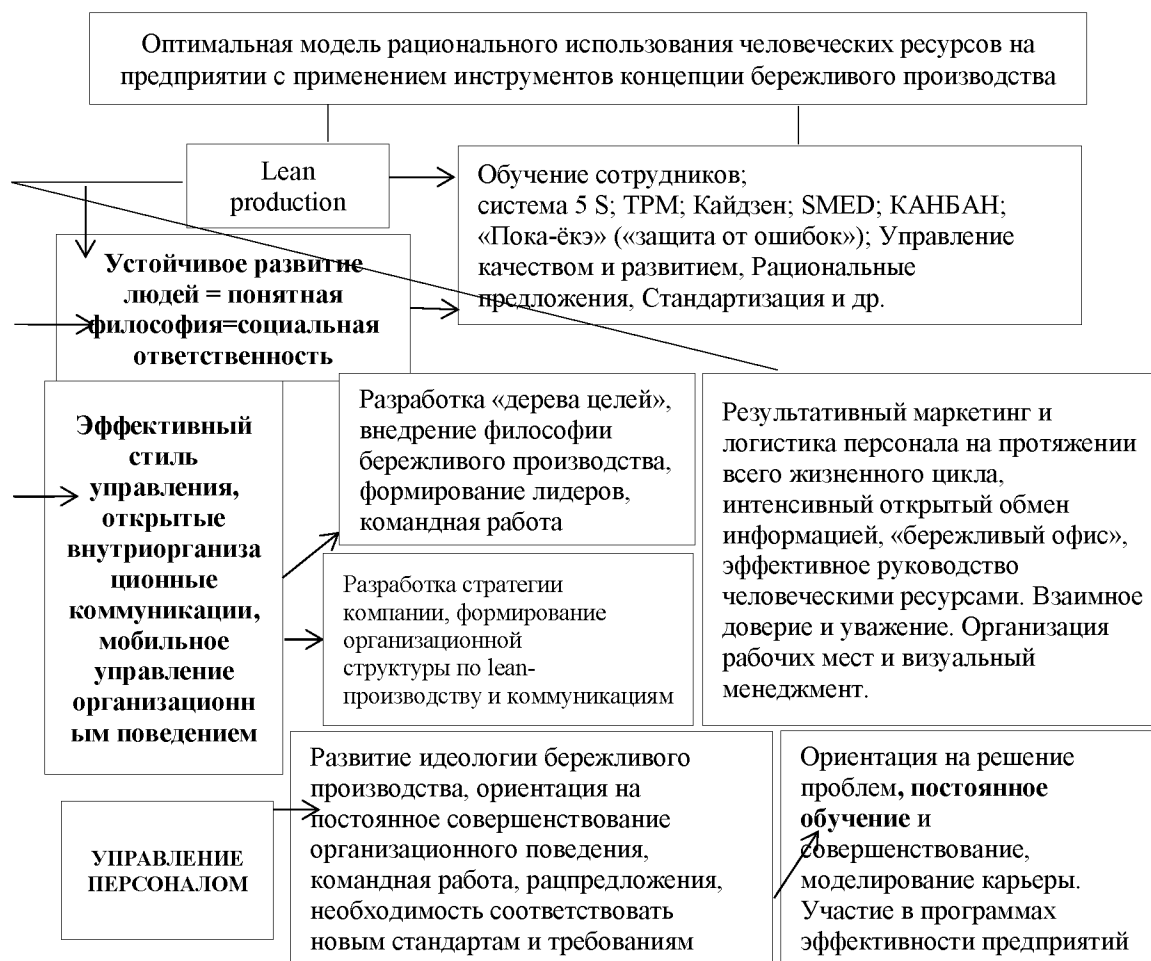 Оптимальная модель рационального использования человеческих ресурсов на
предприятии с применением инструментов концепции бережливого производства
Lean
production
Обучение сотрудников;
система 5 S; ТРМ; Кайдзен; SMED; КАНБАН;
«Пока-ёкэ» («защита от ошибок»); Управление
качеством и развитием, Рациональные
предложения, Стандартизация и др.
Устойчивое развитие
людей = понятная
философия=социальная
ответственность
Эффективный
стиль
управления,
открытые
внутриорганиза
ционные
коммуникации,
мобильное
управление
организационн
ым поведением
Разработка «дерева целей»,
внедрение философии
бережливого производства,
формирование лидеров,
командная работа
Разработка стратегии
компании, формирование
организационной
структуры по lean-
производству и коммуникациям
Результативный маркетинг и
логистика персонала на протяжении
всего жизненного цикла,
интенсивный открытый обмен
информацией, «бережливый офис»,
эффективное руководство
человеческими ресурсами. Взаимное
доверие и уважение. Организация
рабочих мест и визуальный
менеджмент.
УПРАВЛЕНИЕ
ПЕРСОНАЛОМ
Развитие идеологии бережливого
производства, ориентация на
постоянное совершенствование
организационного поведения,
командная работа, рацпредложения,
необходимость соответствовать
новым стандартам и требованиям
Ориентация на решение
проблем, постоянное
обучение и
совершенствование,
моделирование карьеры.
Участие в программах
эффективности предприятий